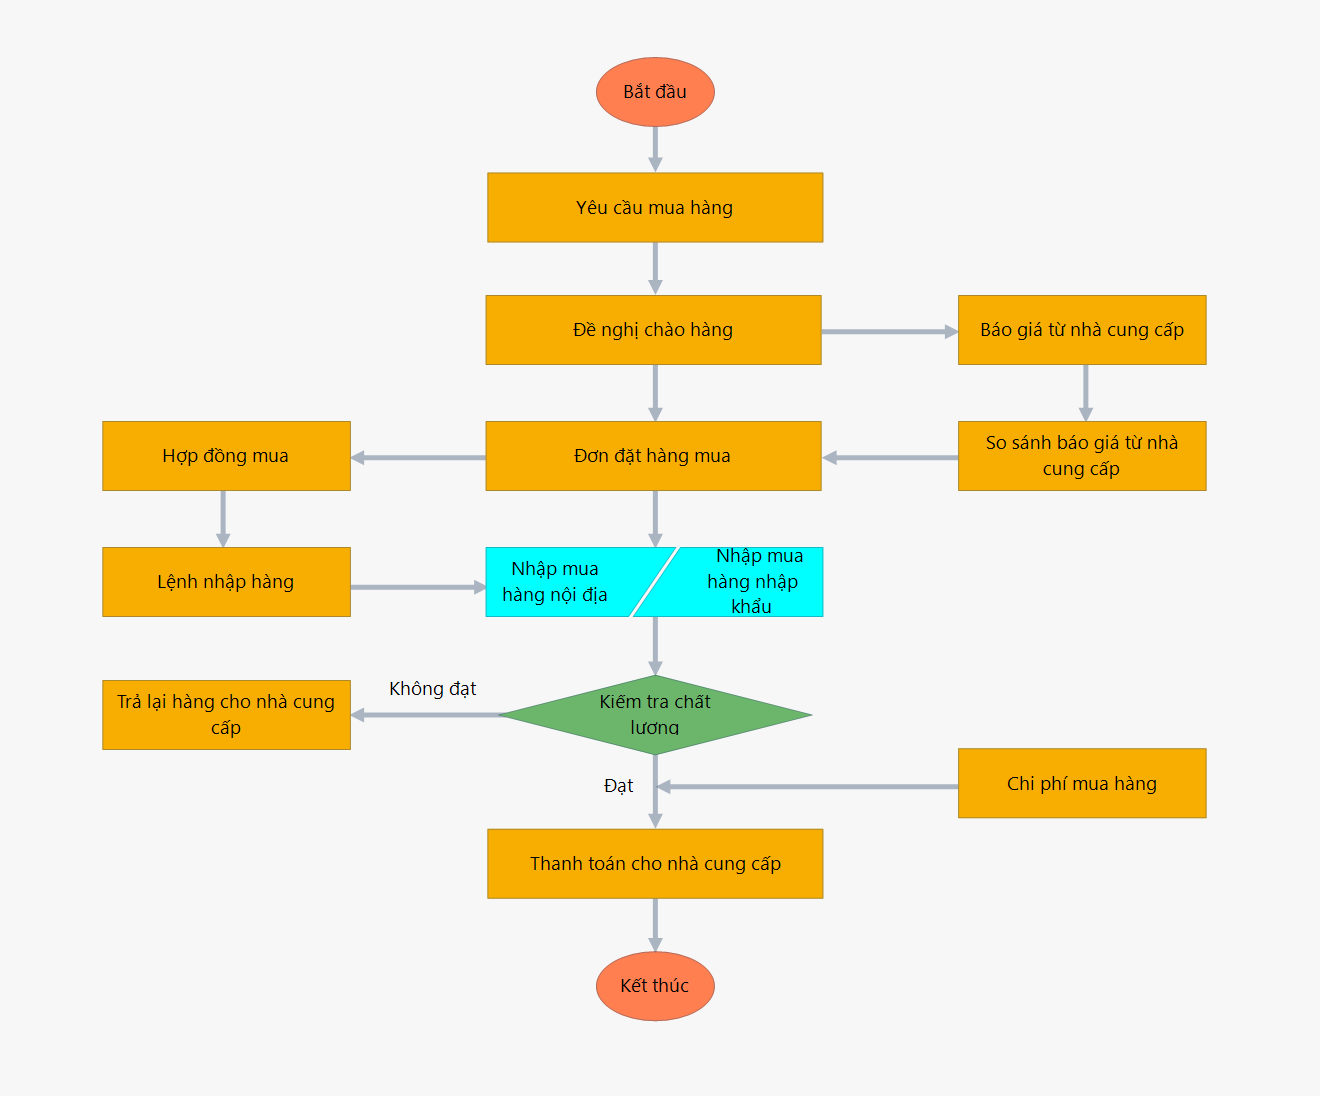 Bắt đầu
Yêu cầu mua hàng
Đề nghị chào hàng
Báo giá từ nhà cung cấp
Hợp đồng mua
Đơn đặt hàng mua
So sánh báo giá từ nhà
cung cấp
Lệnh nhập hàng
Nhập mua
hàng nội địa
Nhập mua
hàng nhập
khẩu
Trả lại hàng cho nhà cung
cấp
Không đạt
Kiếm tra chất
lượng
Đạt
Chi phí mua hàng
Thanh toán cho nhà cung cấp
Kết thúc